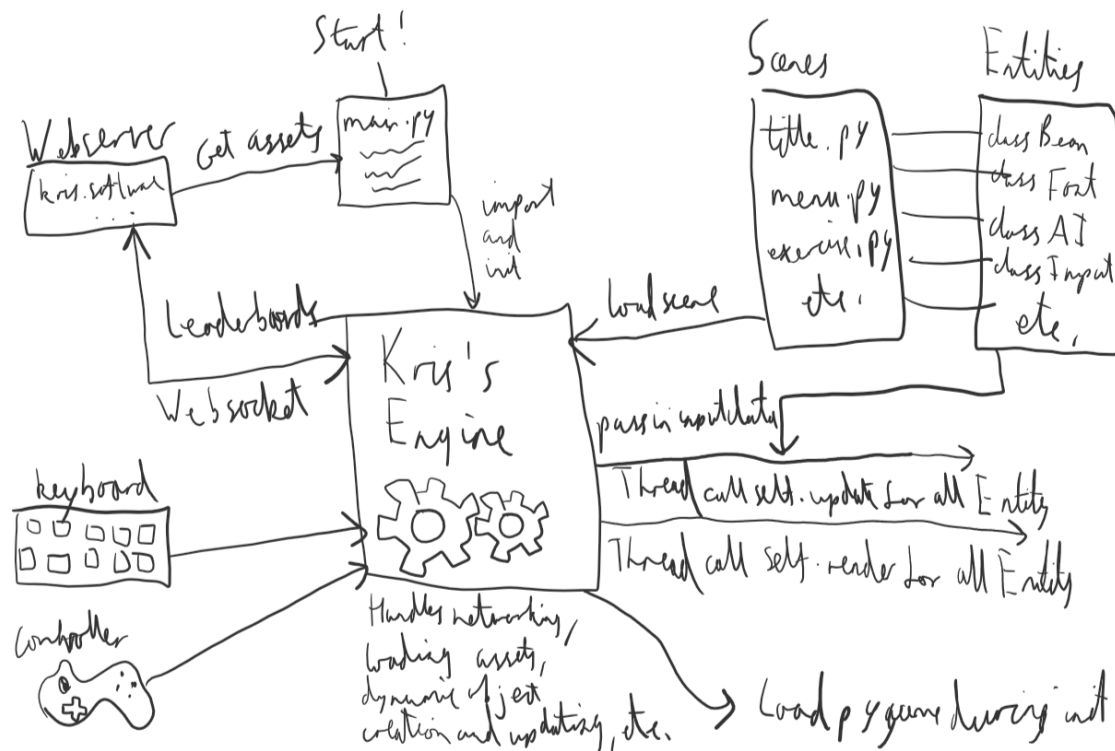 Start!
Scenes
Entities
Webserver
Get assets
main.py
kris.software
...
title.py
menu.py
exercise.py
etc.
class Bean
class Font
class AI
class Input
etc.
import
and
init
Leaderboards
Websocket
Load scene
Kris's
Engine
pass in input data
Thread call self.update for all Entity
Thread call self.render for all Entity
keyboard
Controller
Handles networking,
loading assets,
dynamic object
creation and updating, etc.
Load pygame during init